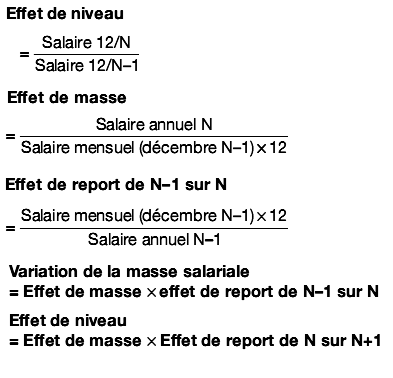 Effet de niveau
= Salaire 12/N
Salaire 12/N–1
Effet de masse
= Salaire annuel N
Salaire mensuel (décembre N–1) × 12
Effet de report de N–1 sur N
= Salaire mensuel (décembre N–1) × 12
Salaire annuel N–1
Variation de la masse salariale
= Effet de masse × effet de report de N–1 sur N
Effet de niveau
= Effet de masse × Effet de report de N sur N+1